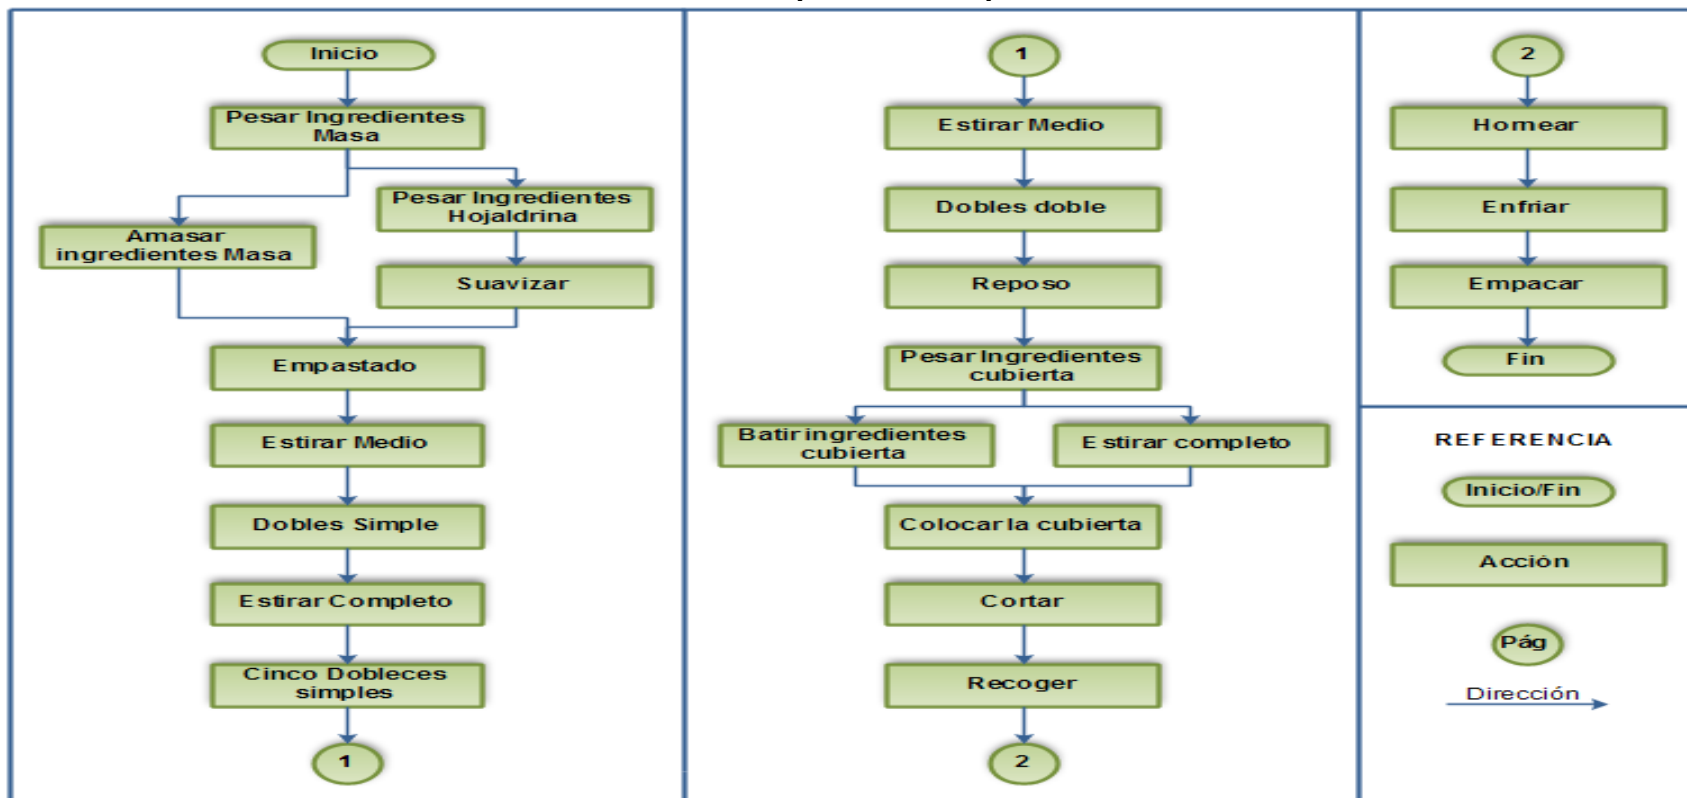 Inicio
Pesar Ingredientes
Masa
Pesar Ingredientes
Hojaldrina
Amasar
ingredientes Masa
Suavizar
Empastado
Estirar Medio
Dobles Simple
Estirar Completo
Cinco Dobleces
simples
1
1
Estirar Medio
Dobles doble
Reposo
Pesar Ingredientes
cubierta
Batir ingredientes
cubierta
Estirar completo
Colocar la cubierta
Cortar
Recoger
2
2
Hornear
Enfriar
Empacar
Fin
REFERENCIA
Inicio/Fin
Acción
Pág
Dirección